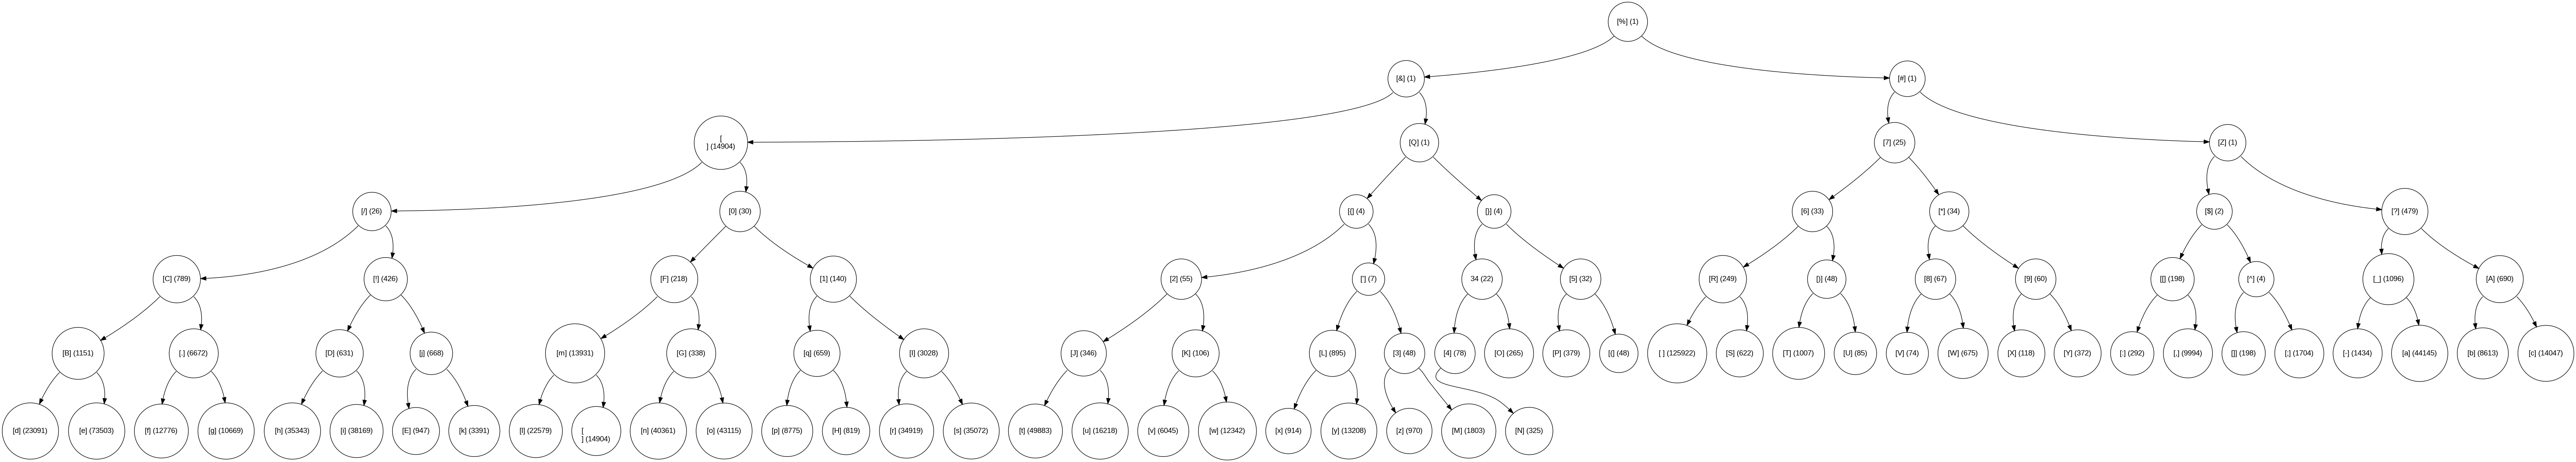 [%] (1)
[&] (1)
[#] (1)
[
] (14904)
[Q] (1)
[7] (25)
[Z] (1)
[/] (26)
[0] (30)
[{] (4)
[}] (4)
[6] (33)
[*] (34)
[$] (2)
[?] (479)
[C] (789)
[!] (426)
[F] (218)
[1] (140)
[2] (55)
['] (7)
34 (22)
[5] (32)
[R] (249)
[)] (48)
[8] (67)
[9] (60)
[[] (198)
[^] (4)
[_] (1096)
[A] (690)
[B] (1151)
[.] (6672)
[D] (631)
[j] (668)
[m] (13931)
[G] (338)
[q] (659)
[I] (3028)
[J] (346)
[K] (106)
[L] (895)
[3] (48)
[4] (78)
[O] (265)
[P] (379)
[(] (48)
[ ] (125922)
[S] (622)
[T] (1007)
[U] (85)
[V] (74)
[W] (675)
[X] (118)
[Y] (372)
[:] (292)
[,] (9994)
[]] (198)
[;] (1704)
[-] (1434)
[a] (44145)
[b] (8613)
[c] (14047)
[d] (23091)
[e] (73503)
[f] (12776)
[g] (10669)
[h] (35343)
[i] (38169)
[E] (947)
[k] (3391)
[l] (22579)
[
] (14904)
[n] (40361)
[o] (43115)
[p] (8775)
[H] (819)
[r] (34919)
[s] (35072)
[t] (49883)
[u] (16218)
[v] (6045)
[w] (12342)
[x] (914)
[y] (13208)
[z] (970)
[M] (1803)
[N] (325)